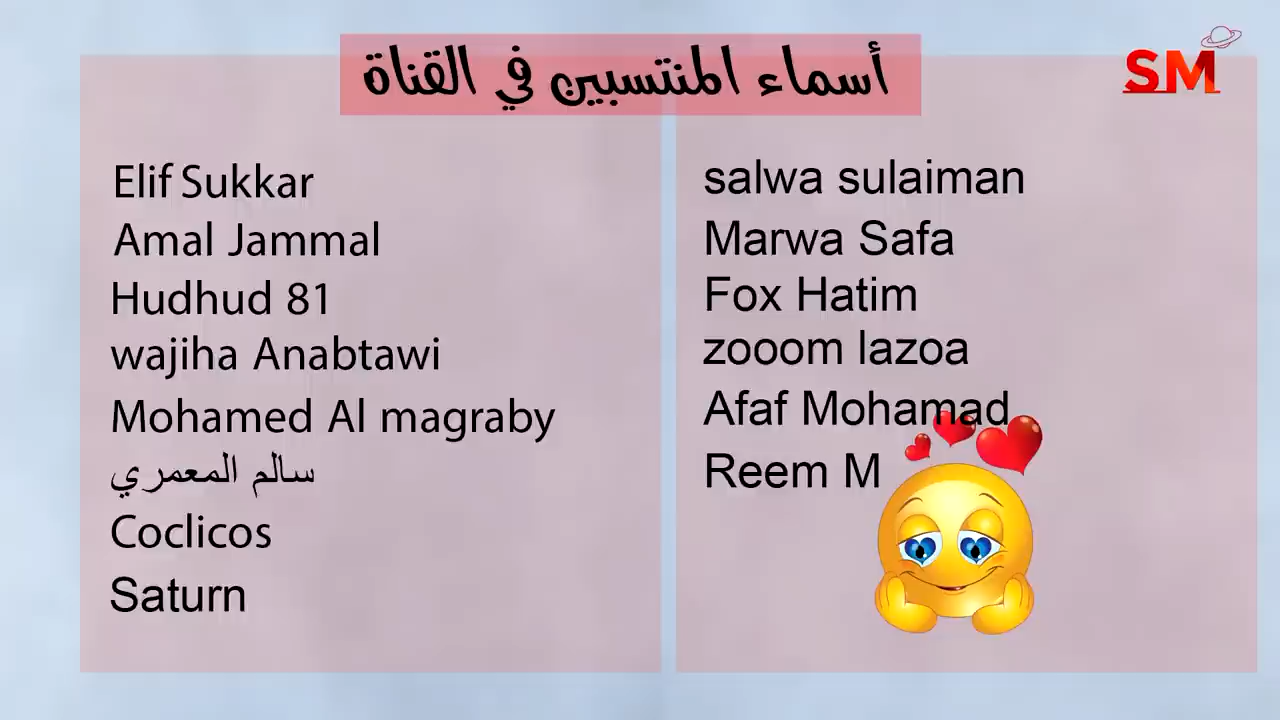 أسماء المنتسبين في القناة
SM
Elif Sukkar
Amal Jammal
Hudhud 81
wajiha Anabtawi
Mohamed Al magraby
سالم المعمري
Coclicos
Saturn
salwa sulaiman
Marwa Safa
Fox Hatim
zooom lazoa
Afaf Mohamad
Reem M